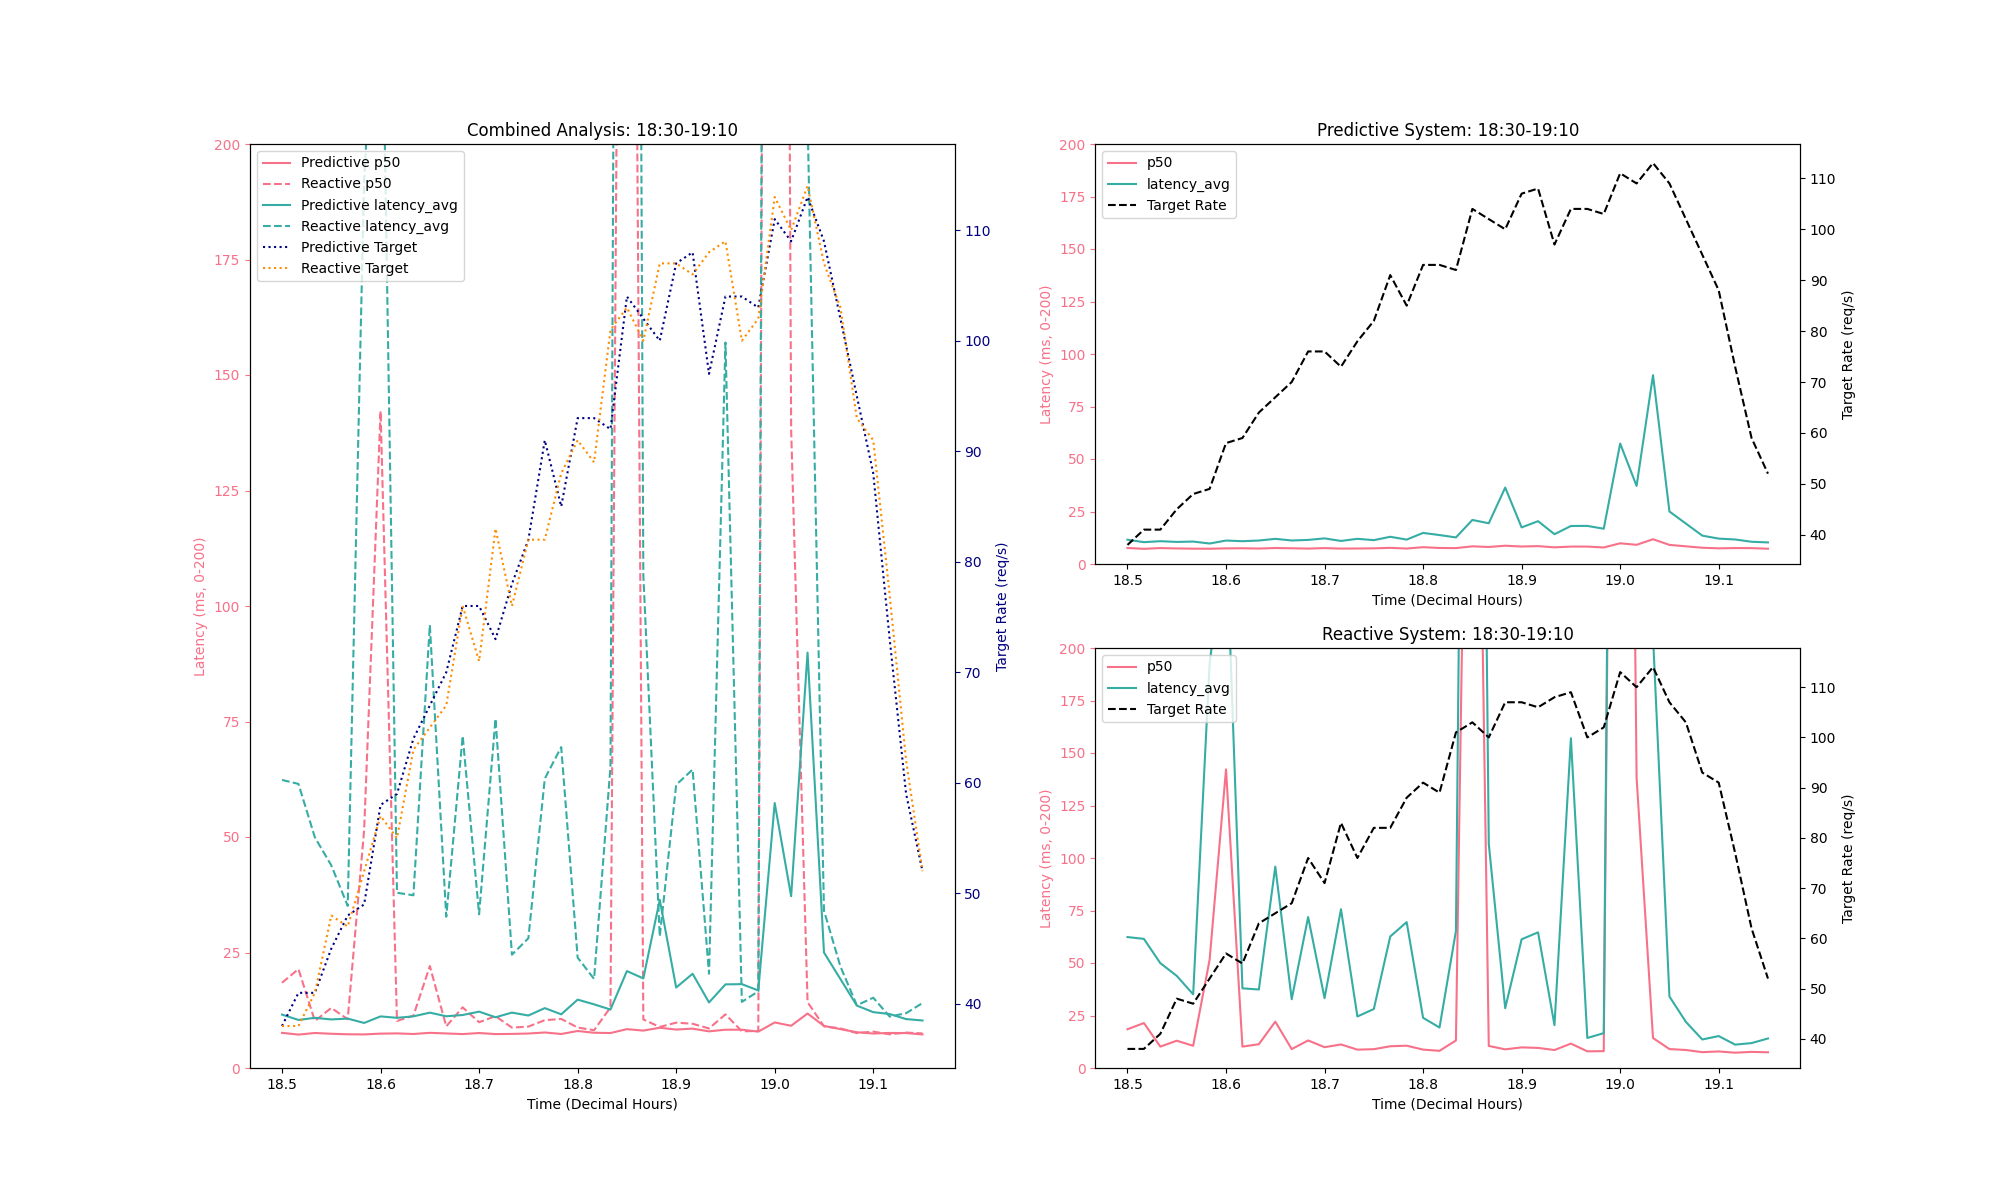 Combined Analysis: 18:30-19:10
Predictive p50
Reactive p50
Predictive latency_avg
Reactive latency_avg
Predictive Target
Reactive Target
200
175
150
125
100
75
50
25
0
Latency (ms, 0-200)
110
100
90
80
70
60
50
40
Target Rate (req/s)
18.5 18.6 18.7 18.8 18.9 19.0 19.1
Time (Decimal Hours)
Predictive System: 18:30-19:10
p50
latency_avg
Target Rate
200
175
150
125
100
75
50
25
0
Latency (ms, 0-200)
110
100
90
80
70
60
50
40
Target Rate (req/s)
18.5 18.6 18.7 18.8 18.9 19.0 19.1
Time (Decimal Hours)
Reactive System: 18:30-19:10
p50
latency_avg
Target Rate
200
175
150
125
100
75
50
25
0
Latency (ms, 0-200)
110
100
90
80
70
60
50
40
Target Rate (req/s)
18.5 18.6 18.7 18.8 18.9 19.0 19.1
Time (Decimal Hours)